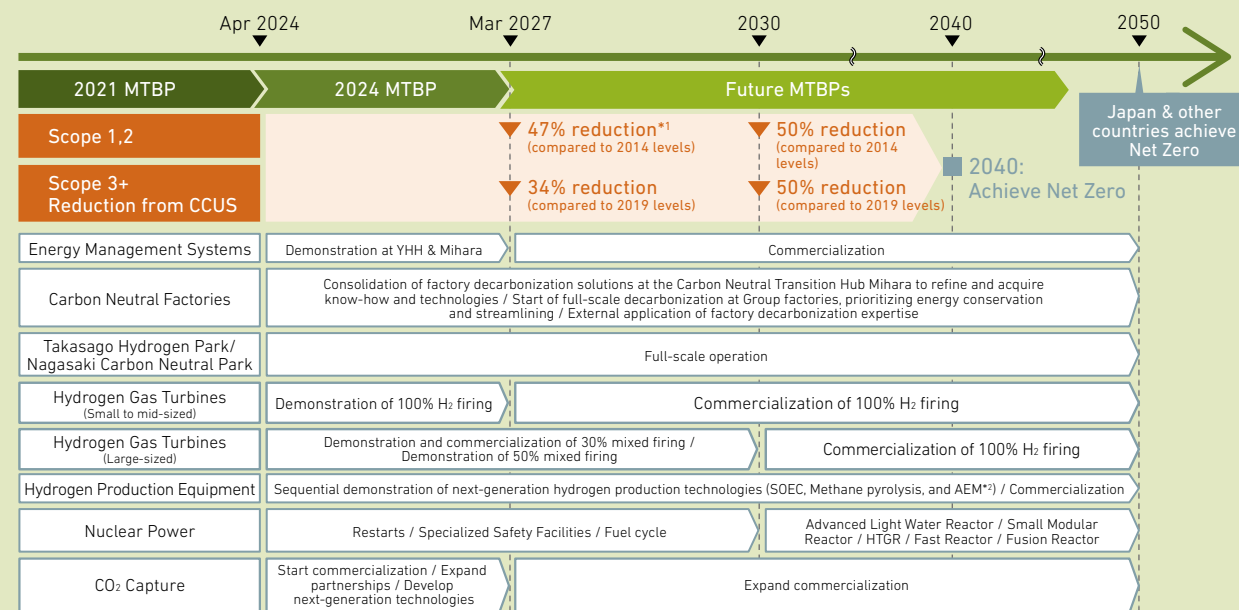 Apr 2024
Mar 2027
2030
2040
2050
2021 MTBP
2024 MTBP
Future MTBPs
Japan & other
countries achieve
Net Zero
Scope 1,2
47% reduction*1
(compared to 2014 levels)
50% reduction
(compared to 2014
levels)
Scope 3+
Reduction from CCUS
34% reduction
(compared to 2019 levels)
50% reduction
(compared to 2019 levels)
2040:
Achieve Net Zero
Energy Management Systems
Demonstration at YHH & Mihara
Commercialization
Carbon Neutral Factories
Consolidation of factory decarbonization solutions at the Carbon Neutral Transition Hub Mihara to refine and acquire
know-how and technologies / Start of full-scale decarbonization at Group factories, prioritizing energy conservation
and streamlining / External application of factory decarbonization expertise
Takasago Hydrogen Park/
Nagasaki Carbon Neutral Park
Full-scale operation
Hydrogen Gas Turbines
(Small to mid-sized)
Demonstration of 100% H2 firing
Commercialization of 100% H2 firing
Hydrogen Gas Turbines
(Large-sized)
Demonstration and commercialization of 30% mixed firing /
Demonstration of 50% mixed firing
Commercialization of 100% H2 firing
Hydrogen Production Equipment
Sequential demonstration of next-generation hydrogen production technologies (SOEC, Methane pyrolysis, and AEM*2) / Commercialization
Nuclear Power
Restarts / Specialized Safety Facilities / Fuel cycle
Advanced Light Water Reactor / Small Modular
Reactor / HTGR / Fast Reactor / Fusion Reactor
CO2 Capture
Start commercialization / Expand
partnerships / Develop
next-generation technologies
Expand commercialization